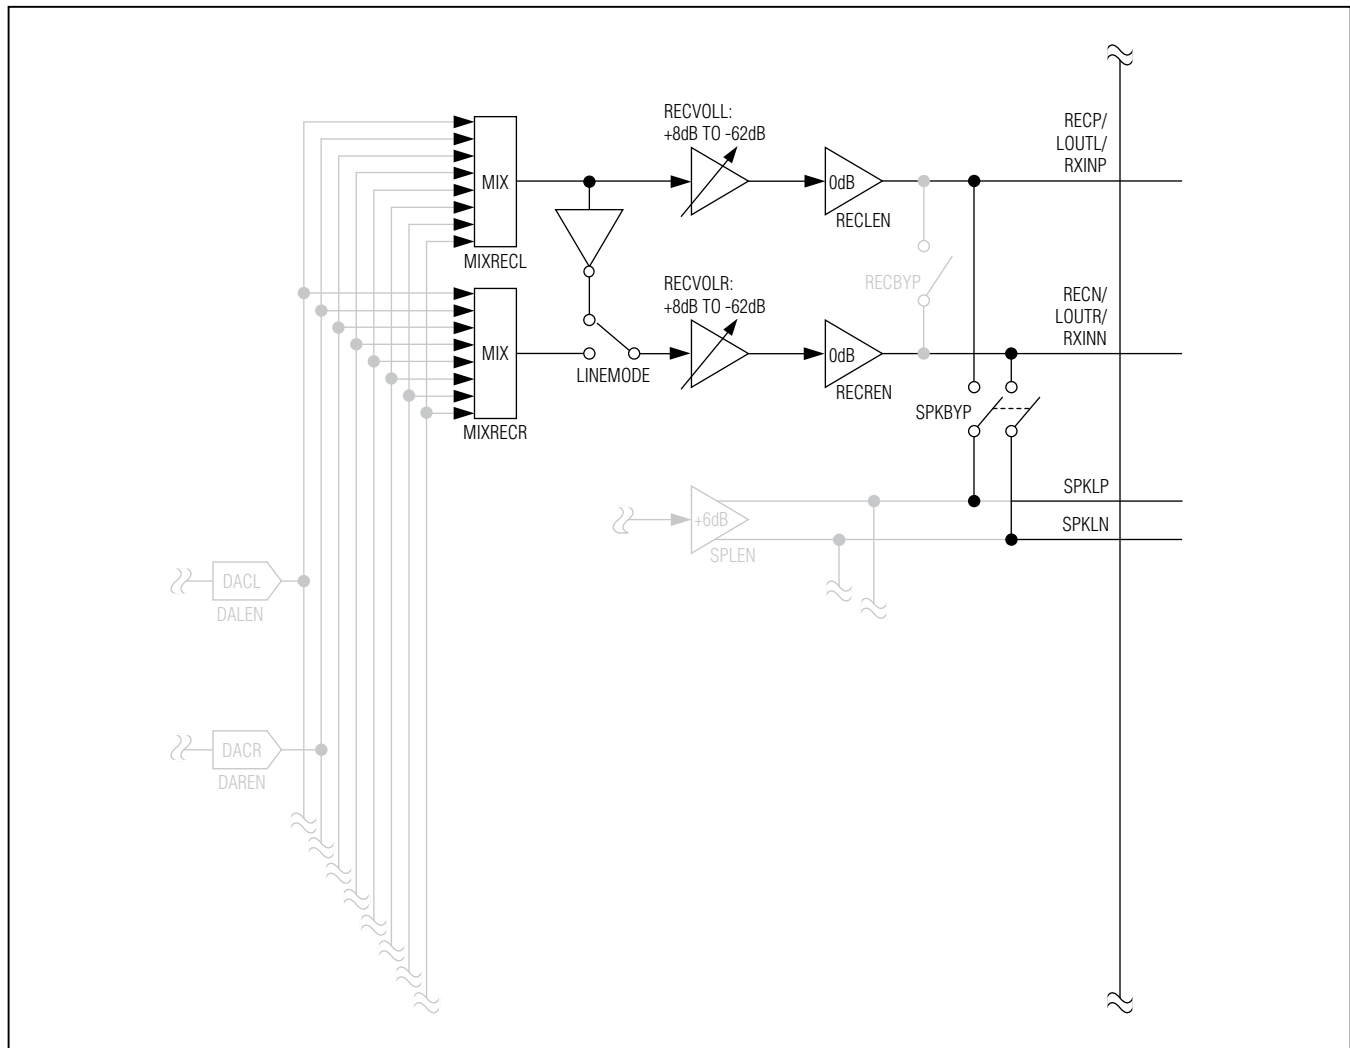 RECVOLL:
+8dB TO -62dB
RECP/
LOUTL/
RXINP
MIX
0dB
RECLEN
MIXRECL
RECBYP
RECVOLR:
+8dB TO -62dB
RECN/
LOUTR/
RXINN
MIX
0dB
LINEMODE
RECREN
SPKBYP
MIXRECR
SPKLP
+6dB
SPKLN
SPLEN
DACL
DALEN
DACR
DAREN